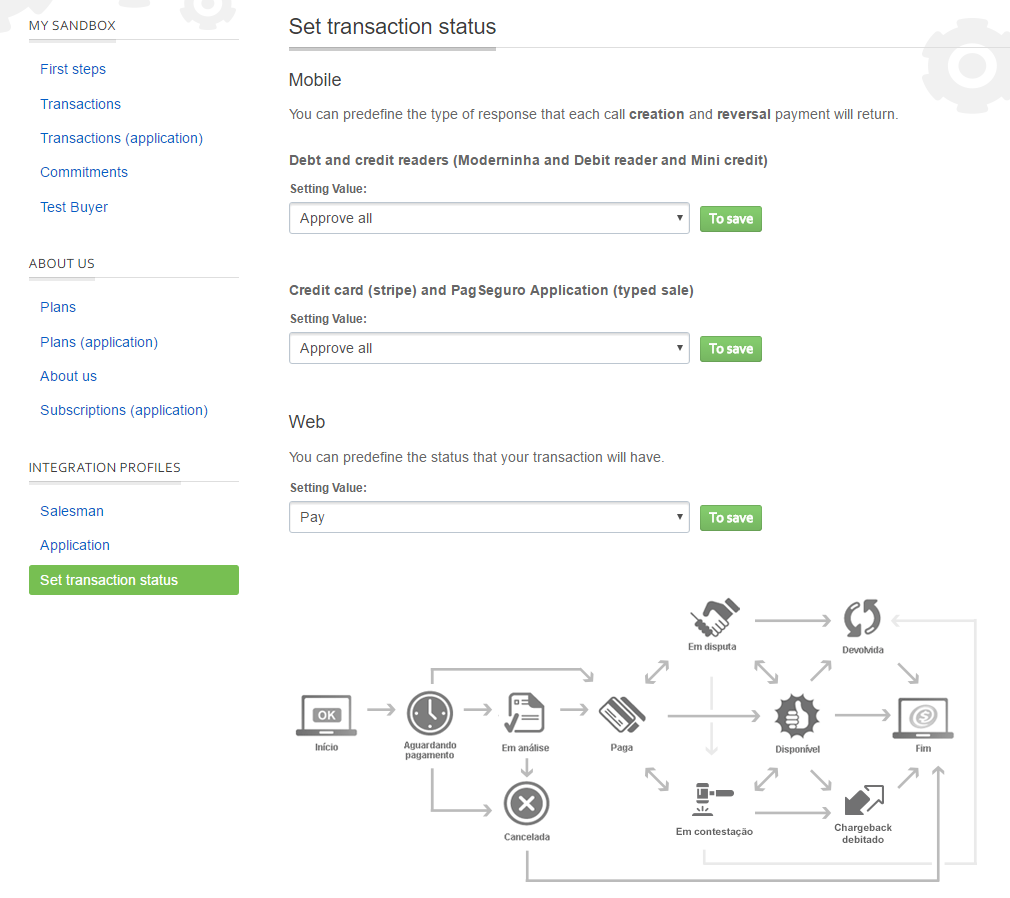 MY SANDBOX
First steps
Transactions
Transactions (application)
Commitments
Test Buyer
ABOUT US
Plans
Plans (application)
About us
Subscriptions (application)
INTEGRATION PROFILES
Salesman
Application
Set transaction status
Set transaction status
Mobile
You can predefine the type of response that each call creation and reversal payment will return.
Debt and credit readers (Moderninha and Debit reader and Mini credit)
Setting Value:
Approve all
To save
Credit card (stripe) and PagSeguro Application (typed sale)
Setting Value:
Approve all
To save
Web
You can predefine the status that your transaction will have.
Setting Value:
Pay
To save
Em disputa
Devolvida
OK
Início
Aguardando
pagamento
Em análise
Paga
Disponível
Fim
Cancelada
Em contestação
Chargeback
debitado